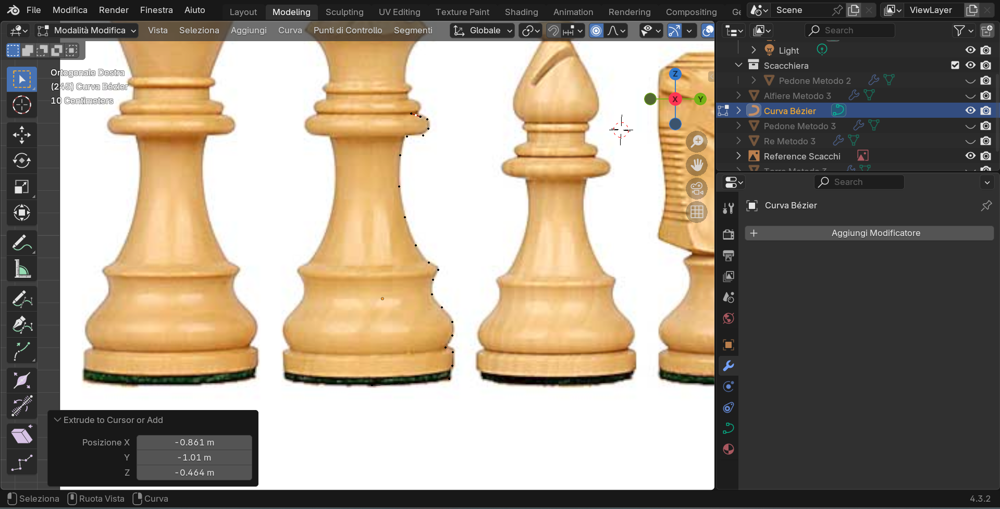 File Modifica Render Finestra Aiuto Layout Modeling Sculpting UV Editing Texture Paint Shading Animation Rendering Compositing Ge Scene ViewLayer
Modalità Modifica Vista Seleziona Aggiungi Curva Punti di Controllo Segmenti Globale Search
Ortogonale Destra
(245) Curva Bézier
10 Centimeters
Z
X
Y
Light
Scacchiera
Pedone Metodo 2
Alfiere Metodo 3
Curva Bézier
Pedone Metodo 3
Re Metodo 3
Reference Scacchi
Torre Metodo 3
Search
Curva Bézier
+ Aggiungi Modificatore
Extrude to Cursor or Add
Posizione X -0.861 m
Y -1.01 m
Z -0.464 m
Seleziona Ruota Vista Curva 4.3.2